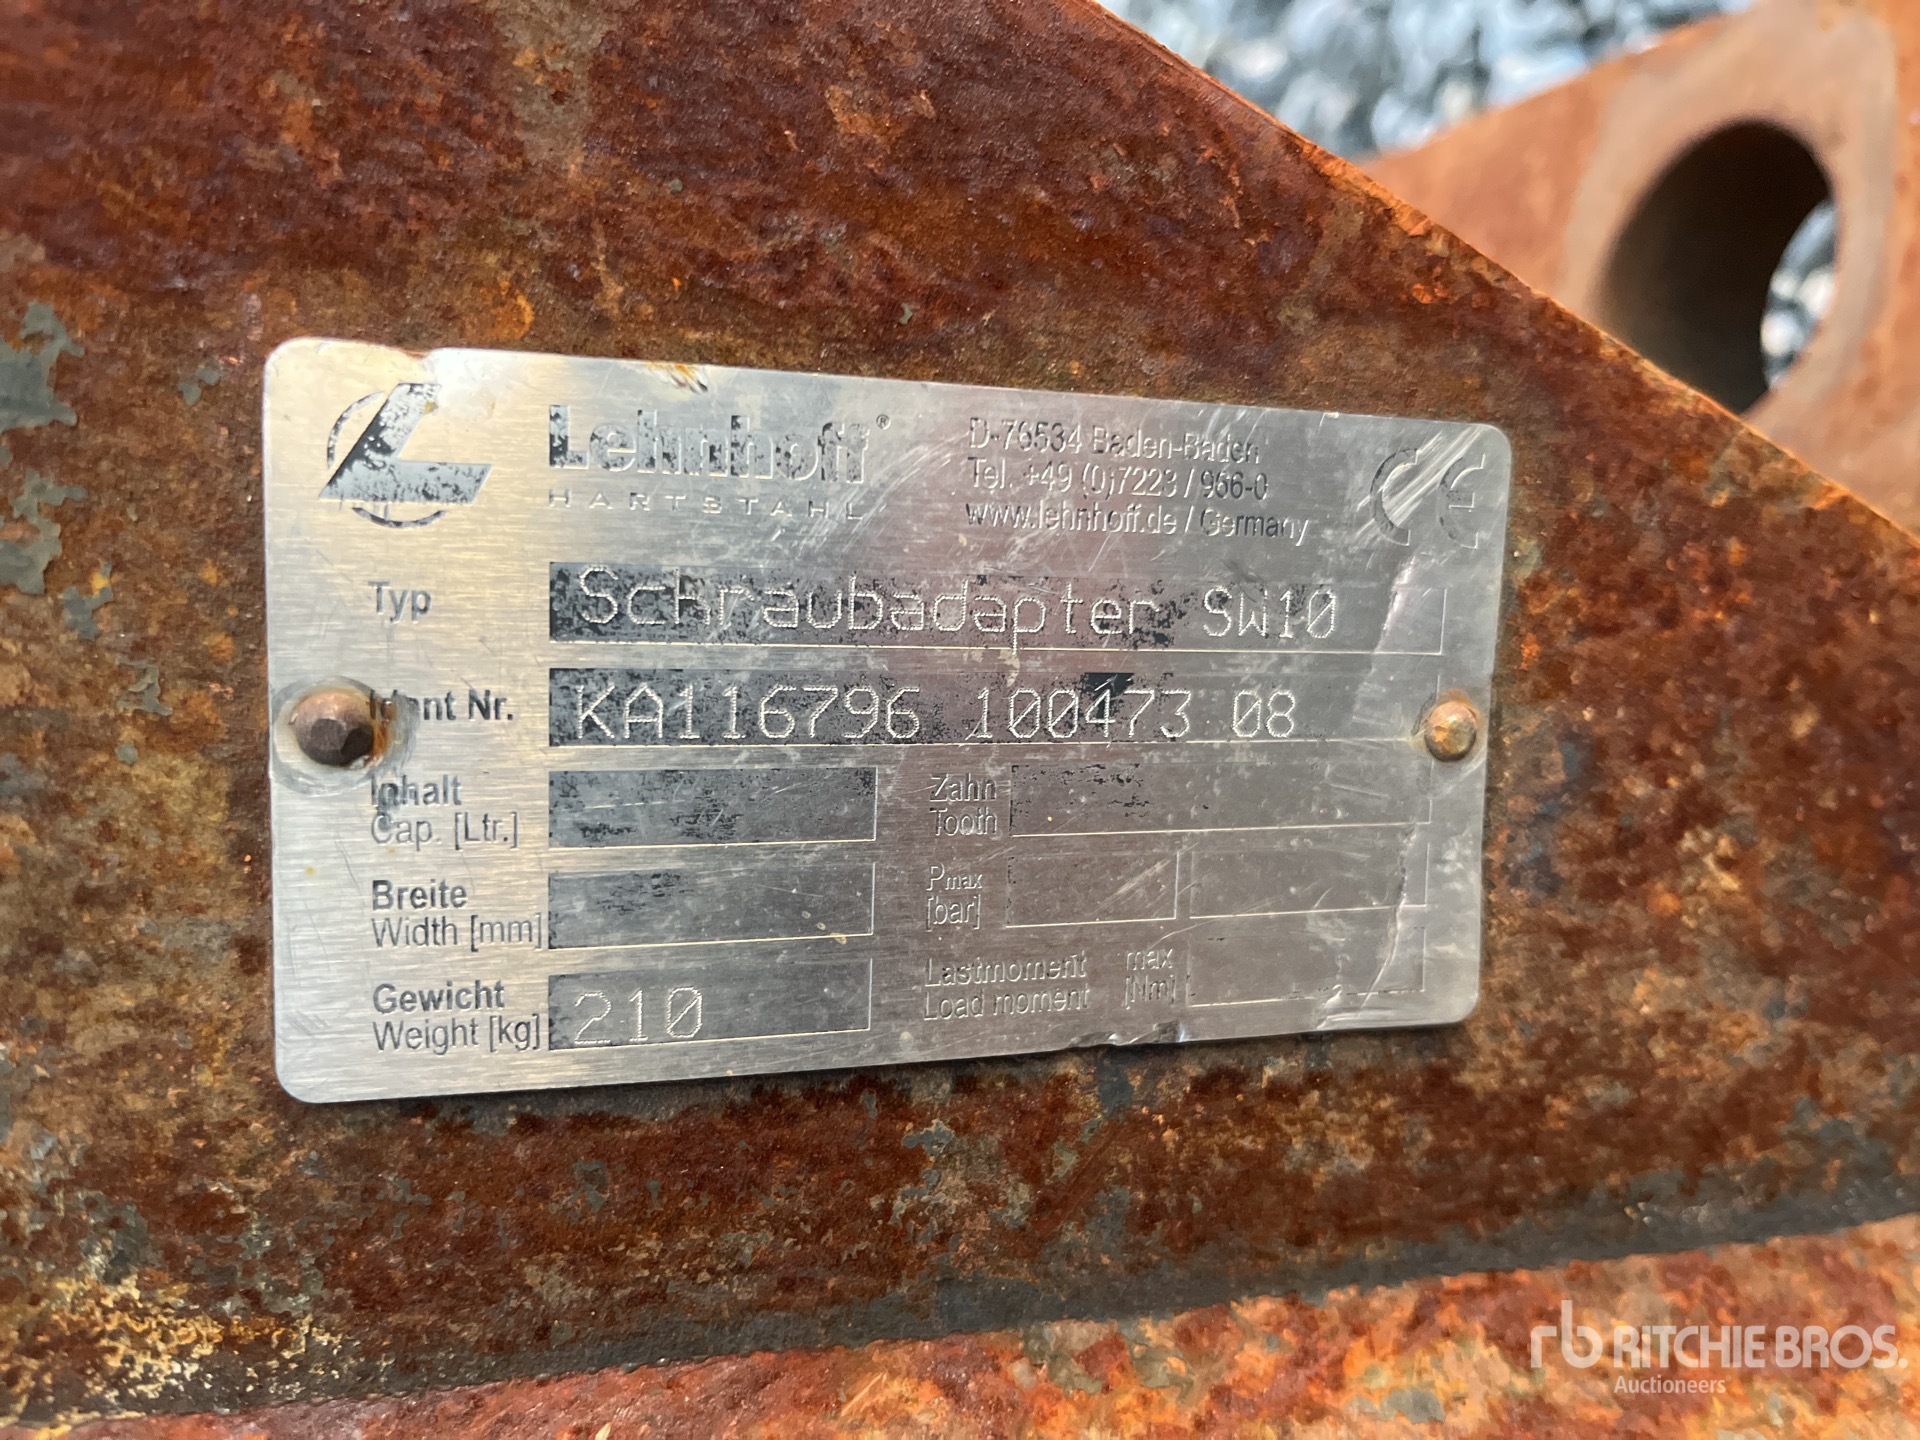 Lehnhoff®
HARTSTAHL
D-76534 Baden-Baden
Tel. +49 (0)7223 / 966-0
www.lehnhoff.de / Germany
CE
Typ Schraubadapter SW10
Ident Nr. KA116796 100473 08
Inhalt
Cap. [Ltr.]
Zahn
Tooth
Breite
Width [mm]
Pmax
[bar]
Gewicht
Weight [kg] 210
Lastmoment max
Load moment [Nm]
rb RITCHIE BROS.
Auctioneers